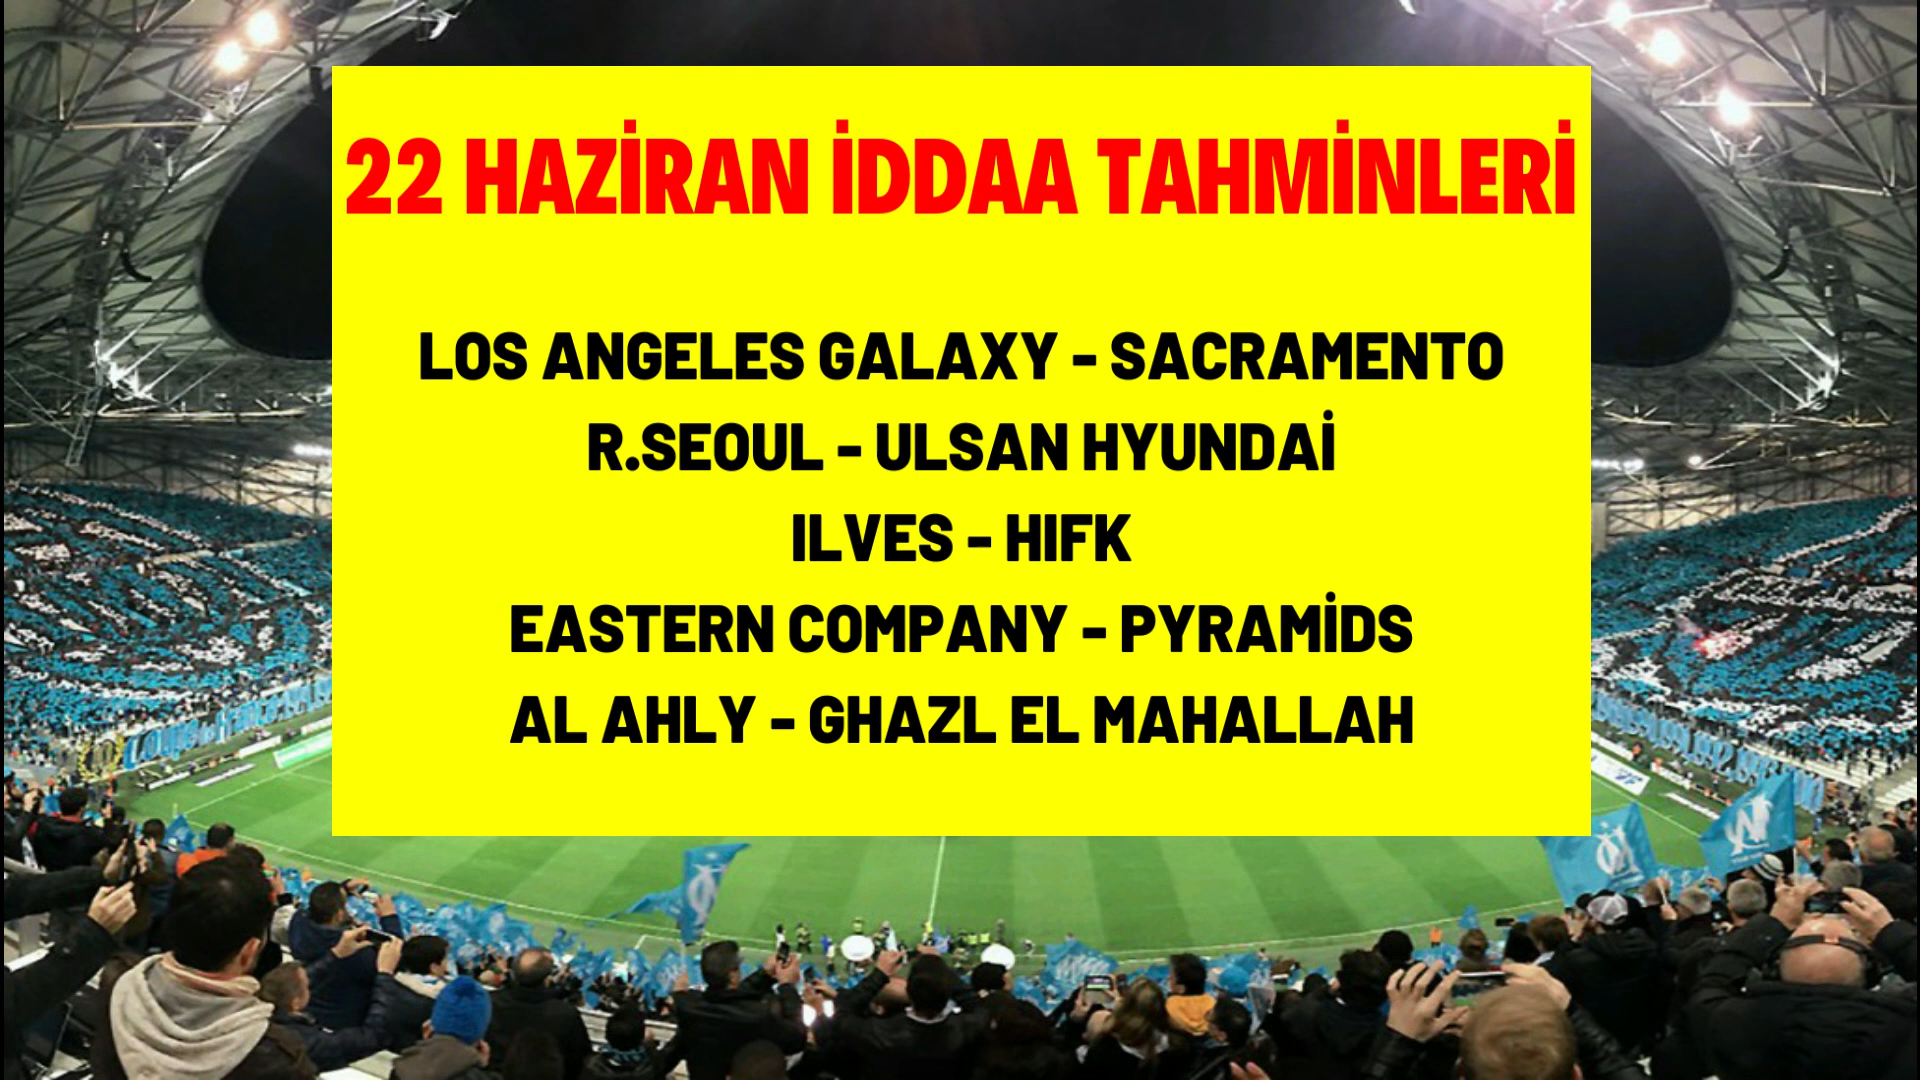 22 HAZİRAN İDDAA TAHMİNLERİ
LOS ANGELES GALAXY - SACRAMENTO
R.SEOUL - ULSAN HYUNDAİ
ILVES - HIFK
EASTERN COMPANY - PYRAMİDS
AL AHLY - GHAZL EL MAHALLAH